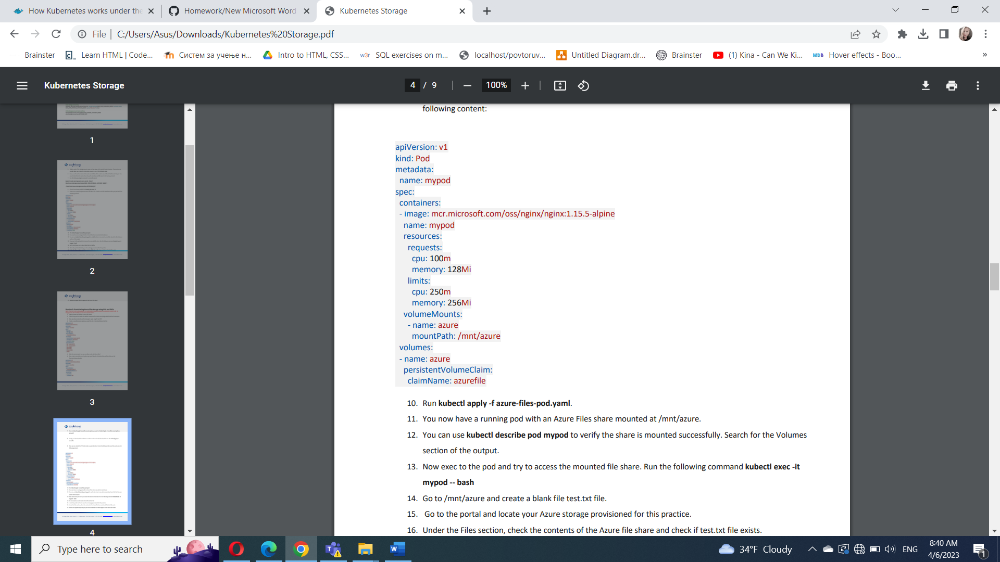 How Kubernetes works under the
Homework/New Microsoft Word
Kubernetes Storage
File
C:/Users/Asus/Downloads/Kubernetes%20Storage.pdf
Brainster
Learn HTML | Code...
Систем за учење н...
Intro to HTML, CSS...
SQL exercises on m...
localhost/povtoruv...
Untitled Diagram.dr...
Brainster
(1) Kina - Can We Ki...
Hover effects - Boo...
Kubernetes Storage
4 / 9
100%
1
2
3
4
following content:
apiVersion: v1
kind: Pod
metadata:
name: mypod
spec:
containers:
- image: mcr.microsoft.com/oss/nginx/nginx:1.15.5-alpine
name: mypod
resources:
requests:
cpu: 100m
memory: 128Mi
limits:
cpu: 250m
memory: 256Mi
volumeMounts:
- name: azure
mountPath: /mnt/azure
volumes:
- name: azure
persistentVolumeClaim:
claimName: azurefile
10. Run kubectl apply -f azure-files-pod.yaml.
11. You now have a running pod with an Azure Files share mounted at /mnt/azure.
12. You can use kubectl describe pod mypod to verify the share is mounted successfully. Search for the Volumes
section of the output.
13. Now exec to the pod and try to access the mounted file share. Run the following command kubectl exec -it
mypod -- bash
14. Go to /mnt/azure and create a blank file test.txt file.
15. Go to the portal and locate your Azure storage provisioned for this practice.
16. Under the Files section, check the contents of the Azure file share and check if test.txt file exists.
Type here to search
34°F Cloudy
ENG
8:40 AM
4/6/2023
1